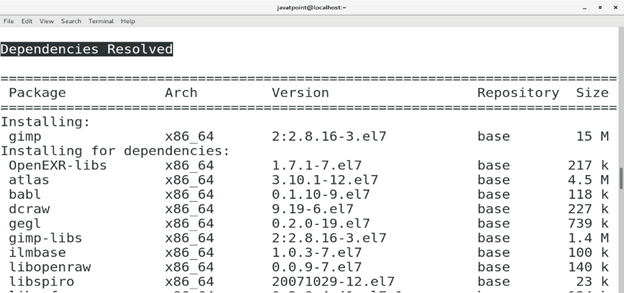 javatpoint@localhost:~
File Edit View Search Terminal Help
Dependencies Resolved
================================================================================
Package Arch Version Repository Size
================================================================================
Installing:
gimp x86_64 2:2.8.16-3.el7 base 15 M
Installing for dependencies:
OpenEXR-libs x86_64 1.7.1-7.el7 base 217 k
atlas x86_64 3.10.1-12.el7 base 4.5 M
babl x86_64 0.1.10-9.el7 base 118 k
dcraw x86_64 9.19-6.el7 base 227 k
gegl x86_64 0.2.0-19.el7 base 739 k
gimp-libs x86_64 2:2.8.16-3.el7 base 1.4 M
ilmbase x86_64 1.0.3-7.el7 base 100 k
libopenraw x86_64 0.0.9-7.el7 base 140 k
libspiro x86_64 20071029-12.el7 base 23 k